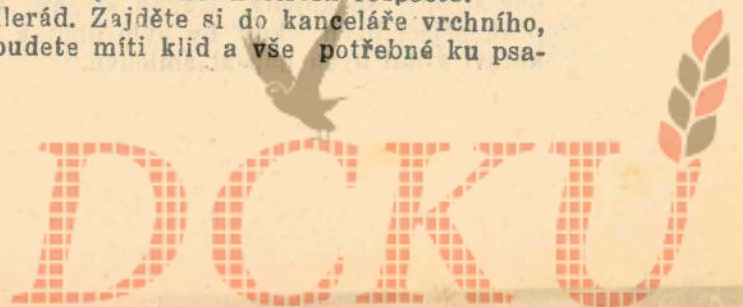 lerád. Zajděte si do kanceláře vrchního,
budete míti klid a vše potřebné ku psa-
DCKU